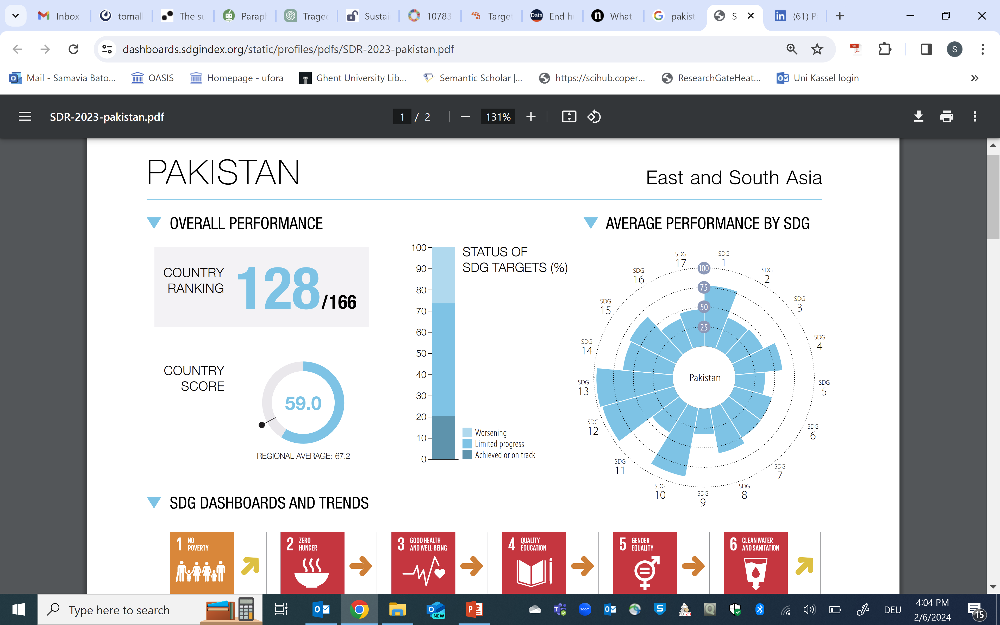 Inbox
tomal
The su
Parap
Traged
Sustai
10783
Target
Data
End h
What
pakist
S
(61) P
dashboards.sdgindex.org/static/profiles/pdfs/SDR-2023-pakistan.pdf
S
Mail - Samavia Bato...
OASIS
Homepage - ufora
Ghent University Lib...
Semantic Scholar |...
https://scihub.coper...
ResearchGateHeat...
Uni Kassel login
SDR-2023-pakistan.pdf
1 / 2
131%
PAKISTAN
East and South Asia
OVERALL PERFORMANCE
COUNTRY
RANKING
128/166
COUNTRY
SCORE
59.0
REGIONAL AVERAGE: 67.2
STATUS OF
SDG TARGETS (%)
100
90
80
70
60
50
40
30
20
10
0
Worsening
Limited progress
Achieved or on track
AVERAGE PERFORMANCE BY SDG
SDG
1
SDG
2
SDG
3
SDG
4
SDG
5
SDG
6
SDG
7
SDG
8
SDG
9
SDG
10
SDG
11
SDG
12
SDG
13
SDG
14
SDG
15
SDG
16
SDG
17
100
75
50
25
Pakistan
SDG DASHBOARDS AND TRENDS
1 NO
POVERTY
2 ZERO
HUNGER
3 GOOD HEALTH
AND WELL-BEING
4 QUALITY
EDUCATION
5 GENDER
EQUALITY
6 CLEAN WATER
AND SANITATION
Type here to search
NEW
zoom
PDF24
DEU
4:04 PM
2/6/2024
15